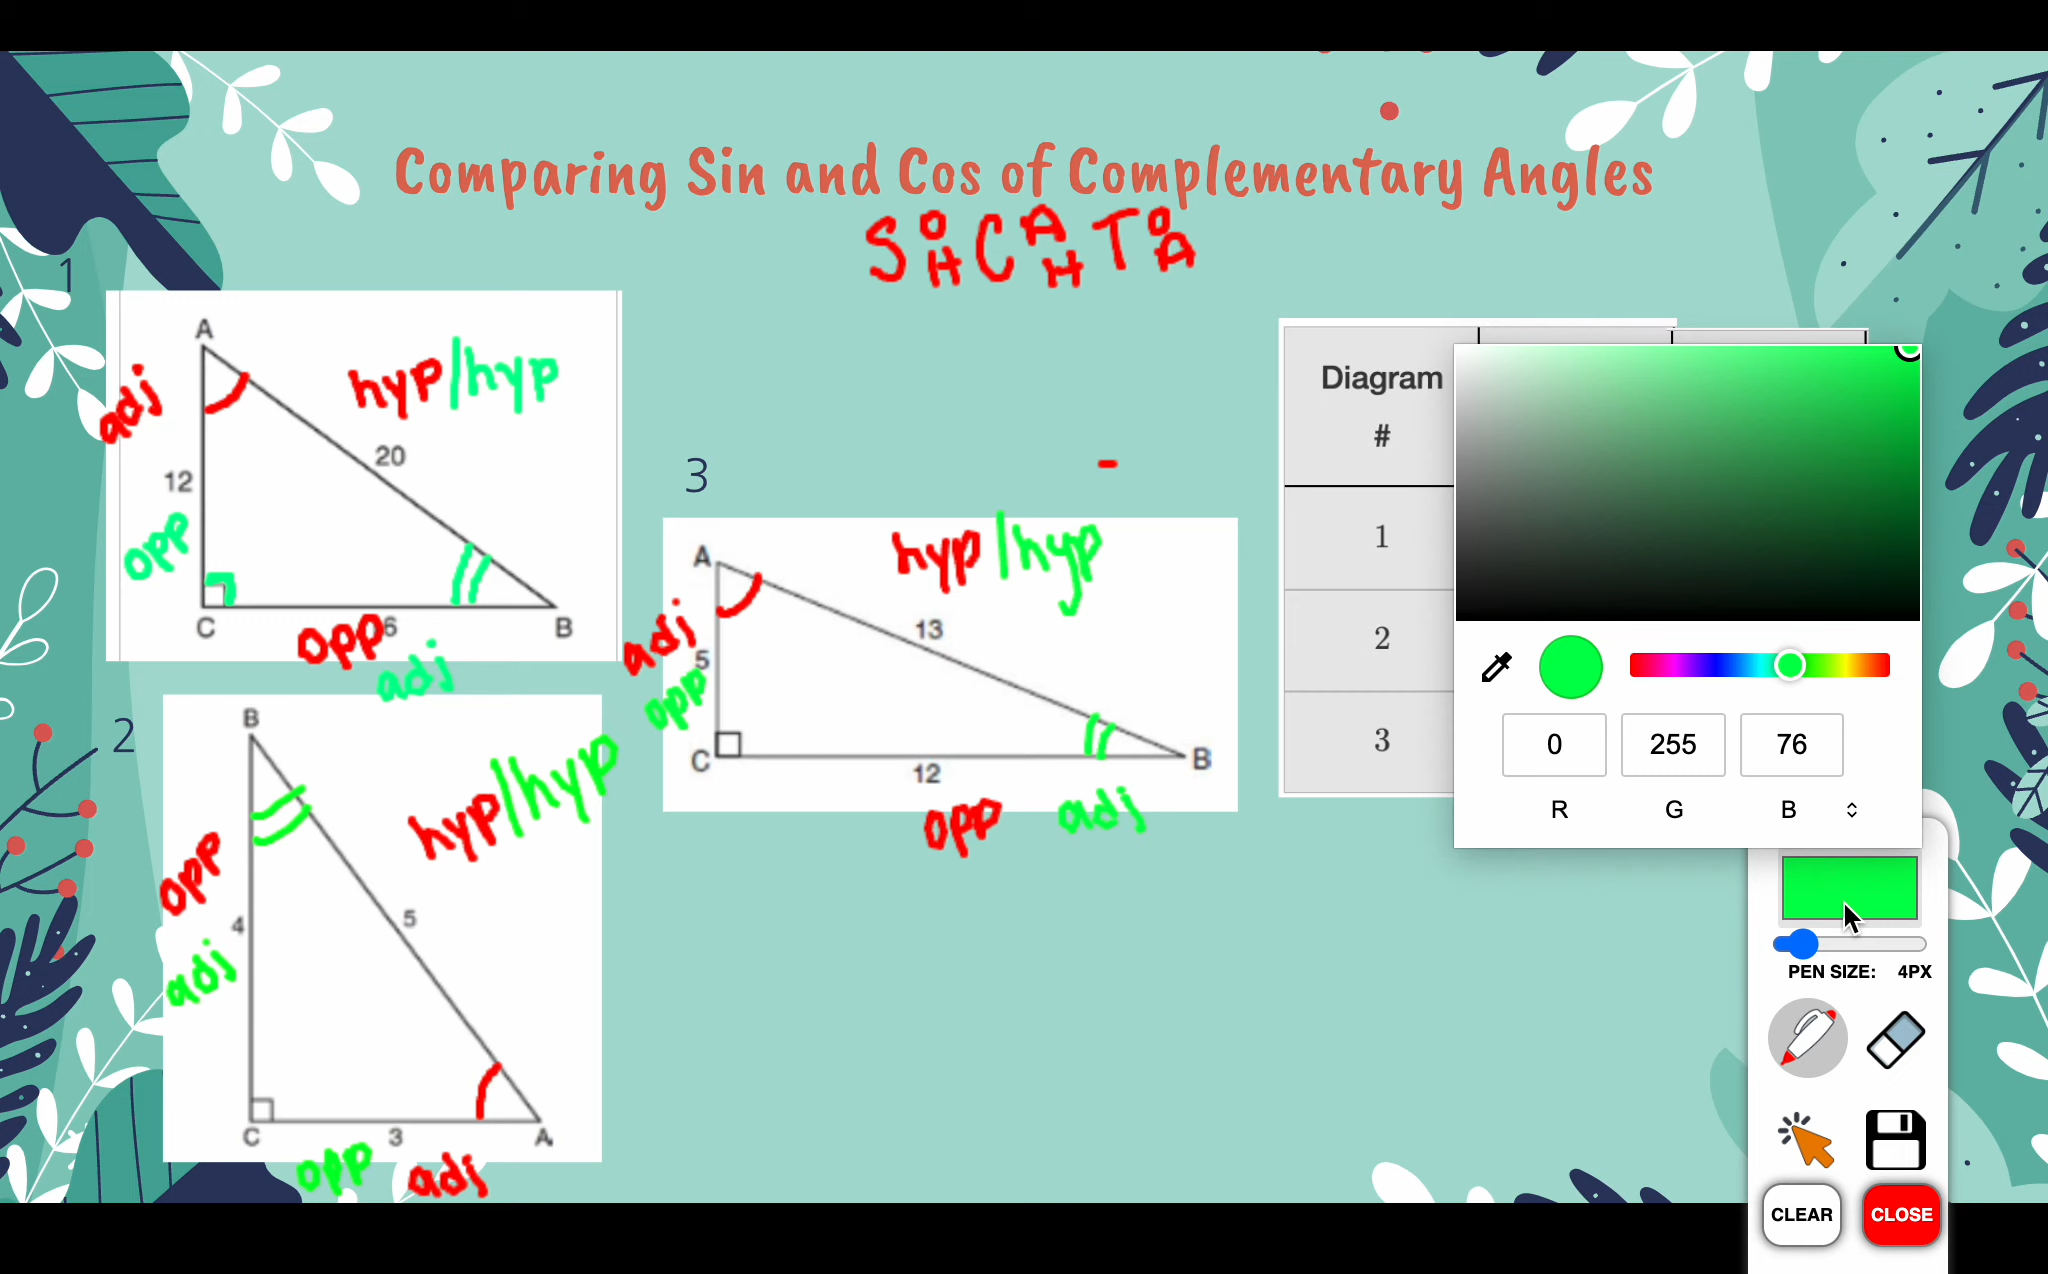 Comparing Sin and Cos of Complementary Angles
S O H C A H T O A
1
A
adj
hyp/hyp
20
12
opp
C
opp 6
B
adj
2
B
hyp/hyp
opp
4
5
adj
C
3
A
opp
adj
3
A
hyp/hyp
adj
13
5
opp
C
B
12
opp
adj
Diagram
#
1
2
3
0
255
76
R
G
B
PEN SIZE: 4PX
CLEAR
CLOSE